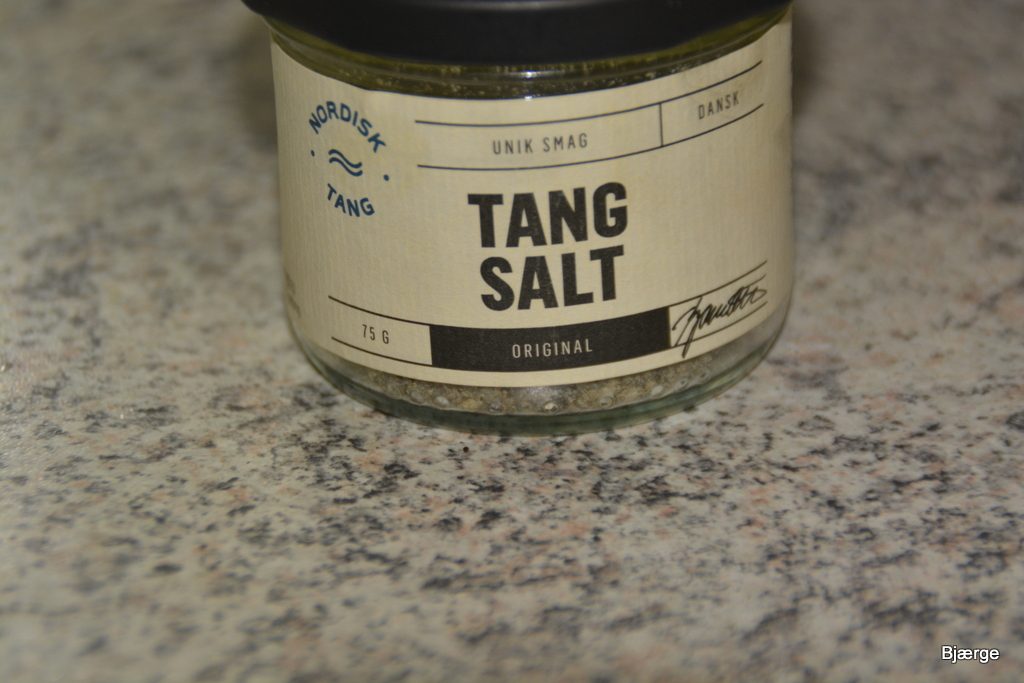 NORDISK
TANG
UNIK SMAG
DANSK
TANG
SALT
75 G
ORIGINAL
Bjærge